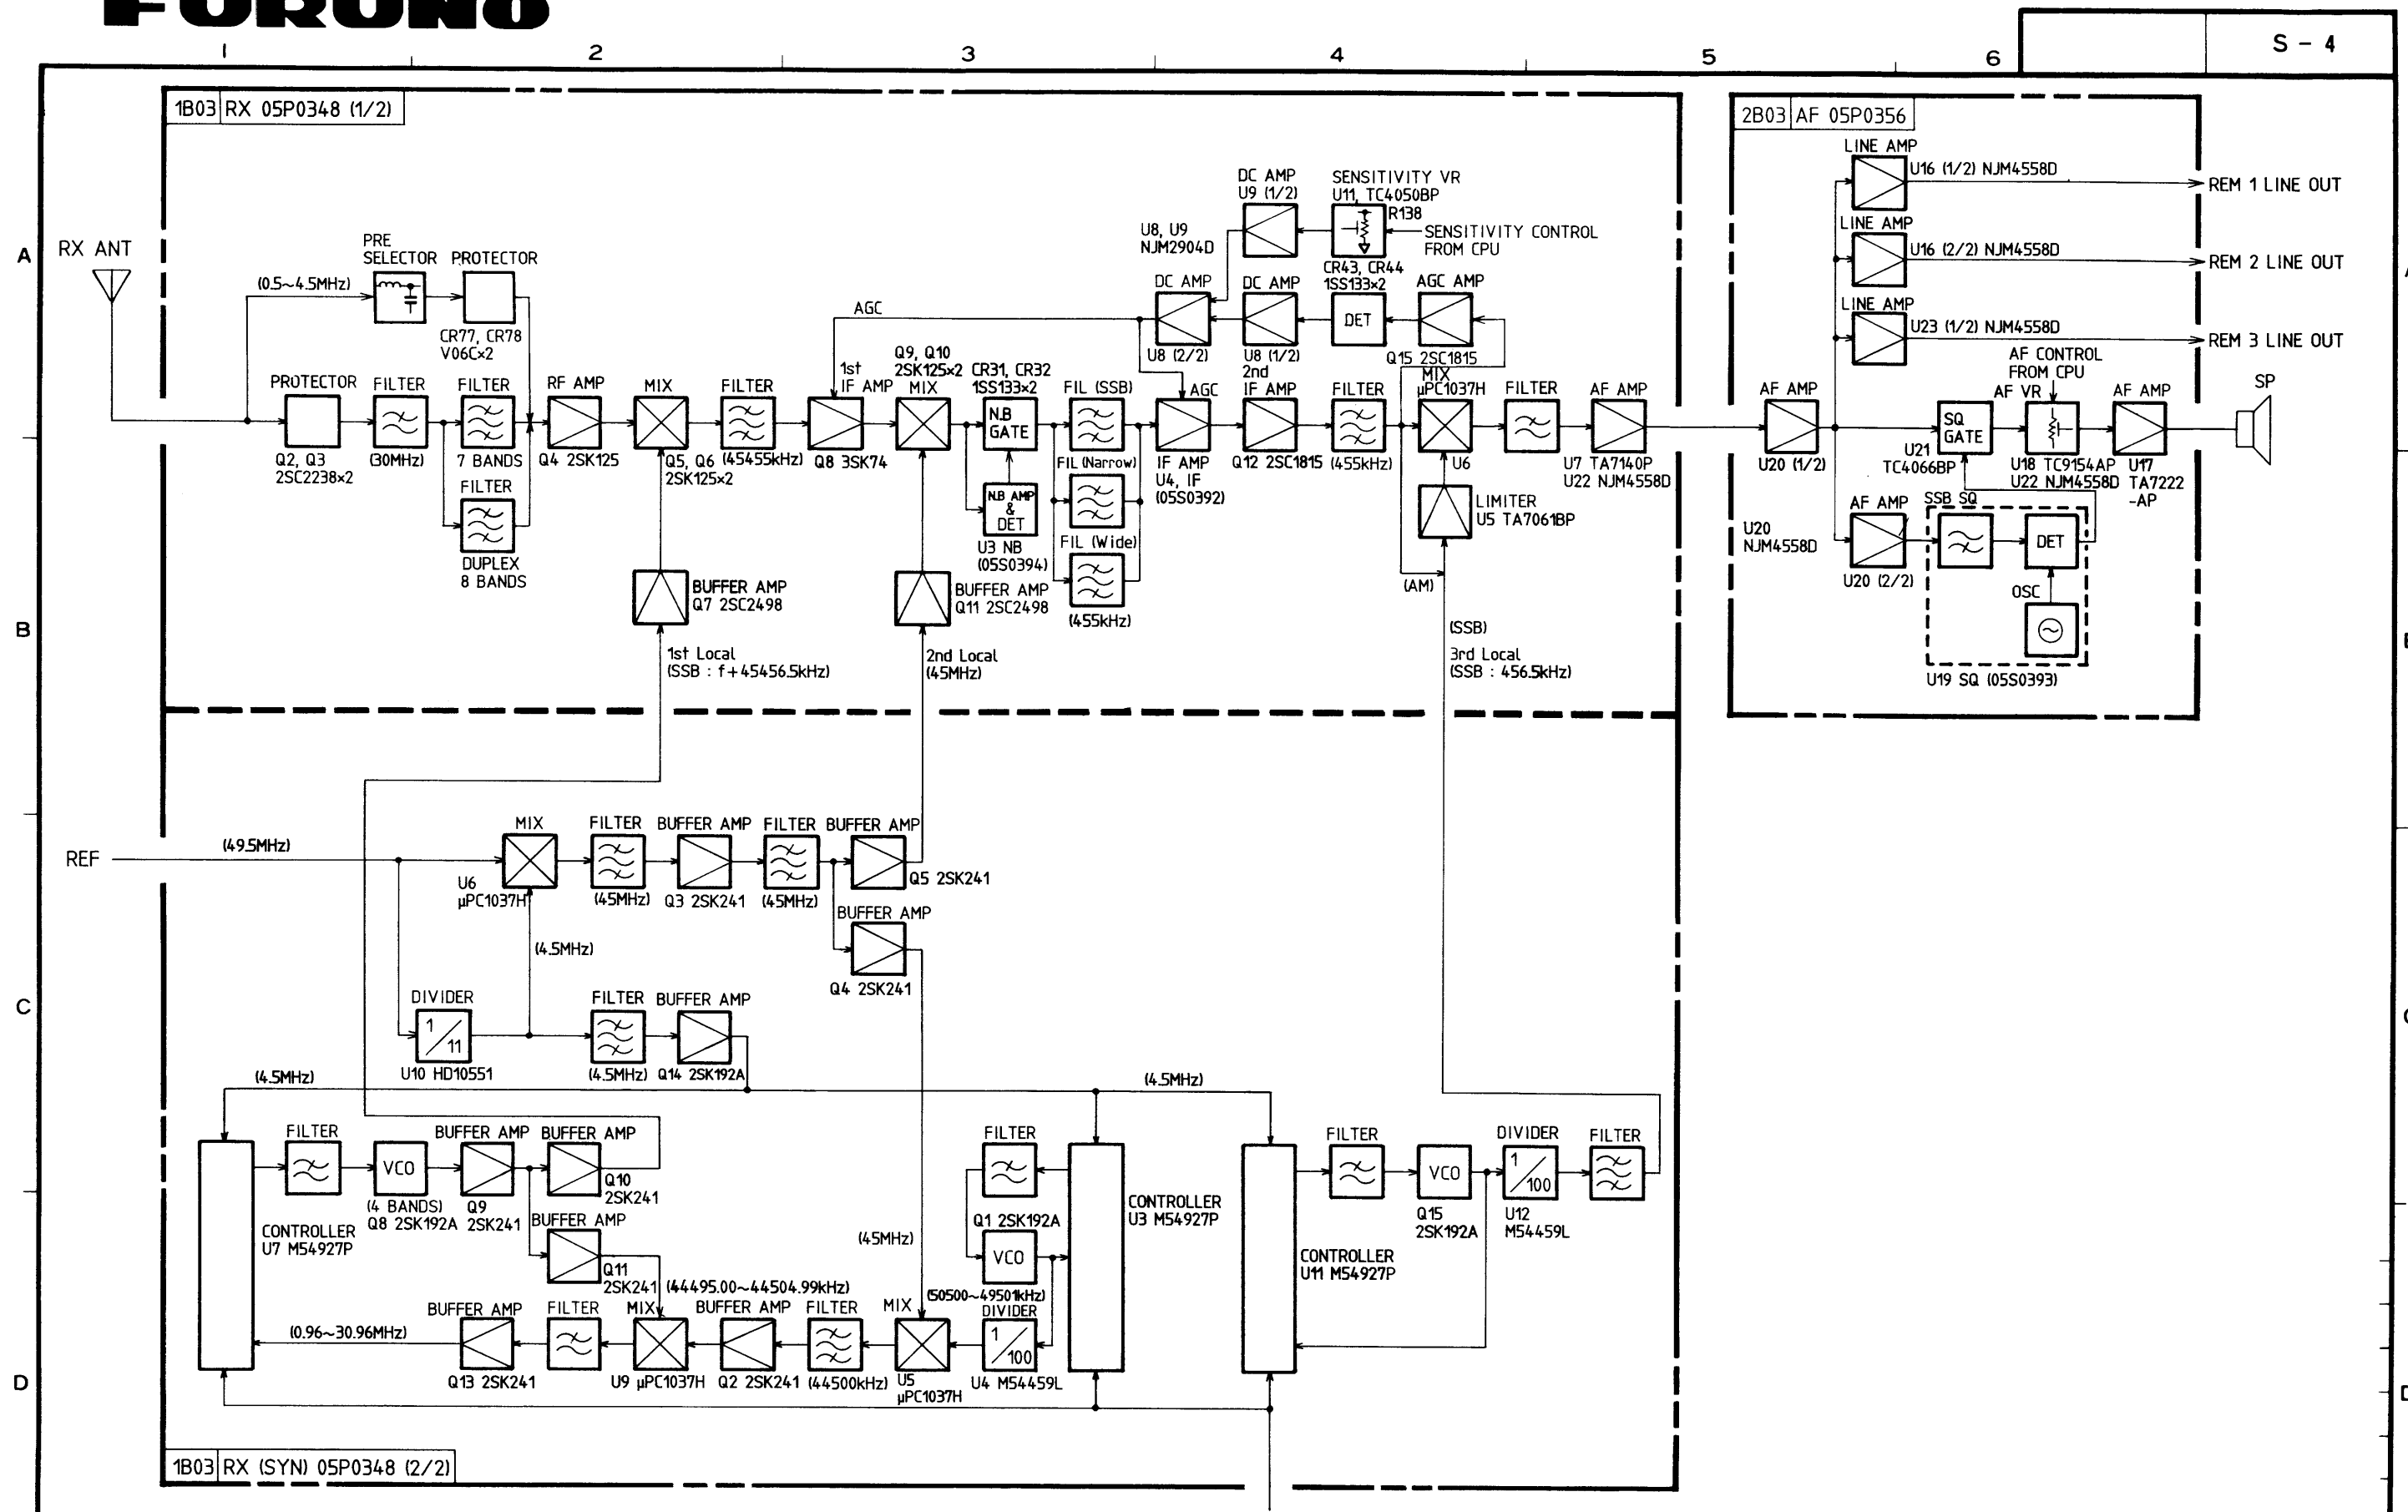 FURUNO
S - 4
1 2 3 4 5 6
1B03 RX 05P0348 (1/2)
2B03 AF 05P0356
A
RX ANT
(0.5~4.5MHz)
PRE
SELECTOR
PROTECTOR
CR77, CR78
V06C×2
PROTECTOR
Q2, Q3
2SC2238×2
FILTER
(30MHz)
FILTER
7 BANDS
FILTER
DUPLEX
8 BANDS
RF AMP
Q4 2SK125
MIX
Q5, Q6
2SK125×2
FILTER
(45455kHz)
AGC
1st
IF AMP
Q8 3SK74
Q9, Q10
2SK125×2
MIX
CR31, CR32
1SS133×2
N.B
GATE
N.B AMP
&
DET
U3 NB
(05S0394)
FIL (SSB)
FIL (Narrow)
FIL (Wide)
(455kHz)
U8, U9
NJM2904D
DC AMP
U9 (1/2)
SENSITIVITY VR
U11, TC4050BP
R138
SENSITIVITY CONTROL
FROM CPU
DC AMP
U8 (2/2)
DC AMP
U8 (1/2)
CR43, CR44
1SS133×2
DET
AGC AMP
Q15 2SC1815
AGC
IF AMP
U4, IF
(05S0392)
2nd
IF AMP
Q12 2SC1815
FILTER
(455kHz)
MIX
µPC1037H
U6
FILTER
AF AMP
U7 TA7140P
U22 NJM4558D
LIMITER
U5 TA7061BP
(AM)
(SSB)
3rd Local
(SSB : 456.5kHz)
B
BUFFER AMP
Q7 2SC2498
1st Local
(SSB : f+45456.5kHz)
BUFFER AMP
Q11 2SC2498
2nd Local
(45MHz)
LINE AMP
U16 (1/2) NJM4558D
REM 1 LINE OUT
LINE AMP
U16 (2/2) NJM4558D
REM 2 LINE OUT
LINE AMP
U23 (1/2) NJM4558D
REM 3 LINE OUT
AF CONTROL
FROM CPU
AF VR
AF AMP
U20 (1/2)
SQ
GATE
U21
TC4066BP
U18 TC9154AP
U22 NJM4558D
AF AMP
U17
TA7222
-AP
SP
U20
NJM4558D
AF AMP
U20 (2/2)
SSB SQ
DET
OSC
U19 SQ (05S0393)
REF
(49.5MHz)
MIX
U6
µPC1037H
FILTER
(45MHz)
BUFFER AMP
Q3 2SK241
FILTER
(45MHz)
BUFFER AMP
Q5 2SK241
BUFFER AMP
Q4 2SK241
(4.5MHz)
C
DIVIDER
1/11
U10 HD10551
FILTER
(4.5MHz)
BUFFER AMP
Q14 2SK192A
(4.5MHz)
(4.5MHz)
CONTROLLER
U7 M54927P
FILTER
VCO
(4 BANDS)
Q8 2SK192A
BUFFER AMP
Q9
2SK241
BUFFER AMP
Q10
2SK241
BUFFER AMP
Q11
2SK241
(44495.00~44504.99kHz)
(45MHz)
FILTER
Q1 2SK192A
VCO
(50500~49501kHz)
DIVIDER
1/100
U4 M54459L
CONTROLLER
U3 M54927P
CONTROLLER
U11 M54927P
FILTER
VCO
Q15
2SK192A
DIVIDER
1/100
U12
M54459L
FILTER
D
(0.96~30.96MHz)
BUFFER AMP
Q13 2SK241
FILTER
MIX
U9 µPC1037H
BUFFER AMP
Q2 2SK241
FILTER
(44500kHz)
MIX
U5
µPC1037H
1B03 RX (SYN) 05P0348 (2/2)